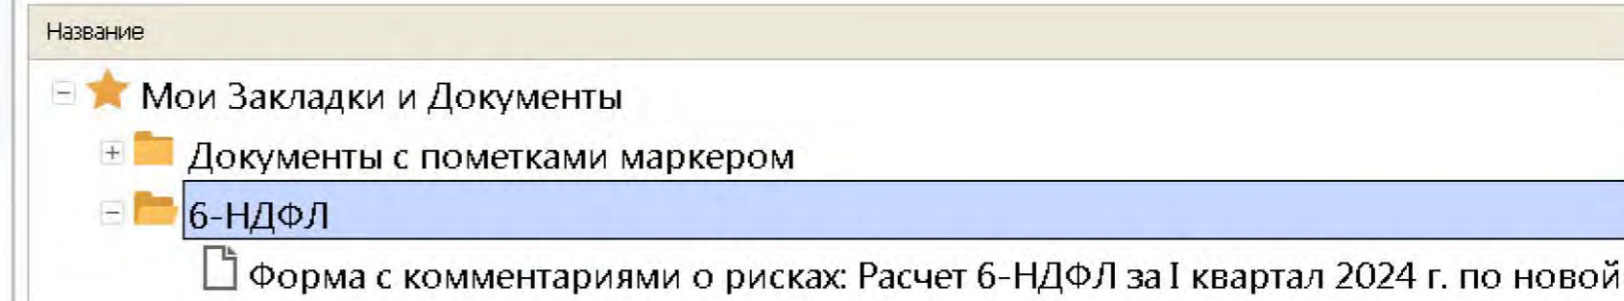 Название
Мои Закладки и Документы
Документы с пометками маркером
6-НДФЛ
Форма с комментариями о рисках: Расчет 6-НДФЛ за I квартал 2024 г. по новой